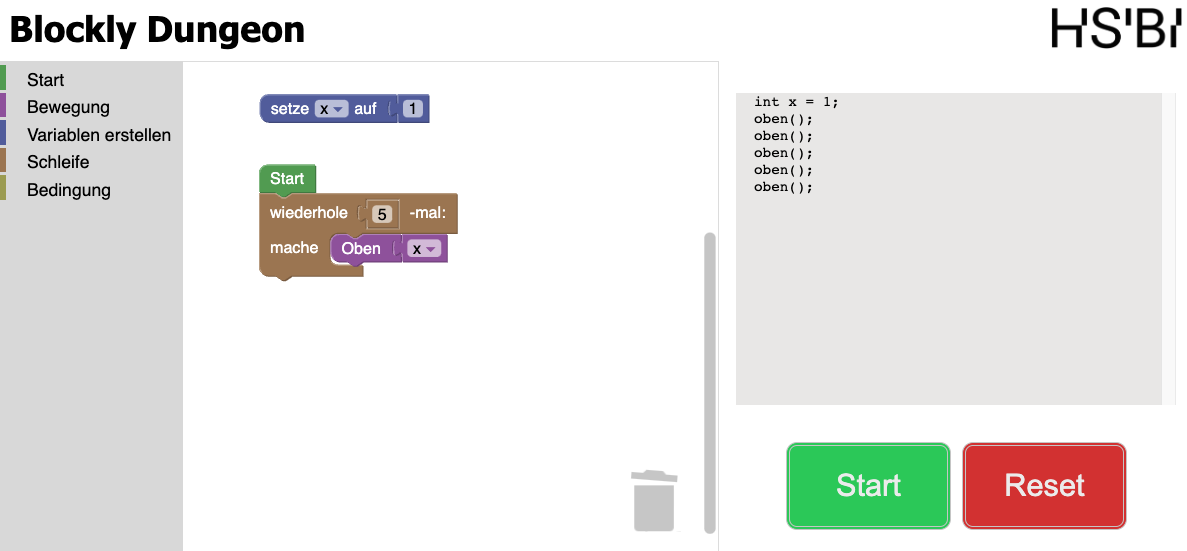 Blockly Dungeon
HS'BI
Start
Bewegung
Variablen erstellen
Schleife
Bedingung
setze x auf 1
Start
wiederhole 5 -mal:
mache Oben x
int x = 1;
oben();
oben();
oben();
oben();
oben();
Start Reset